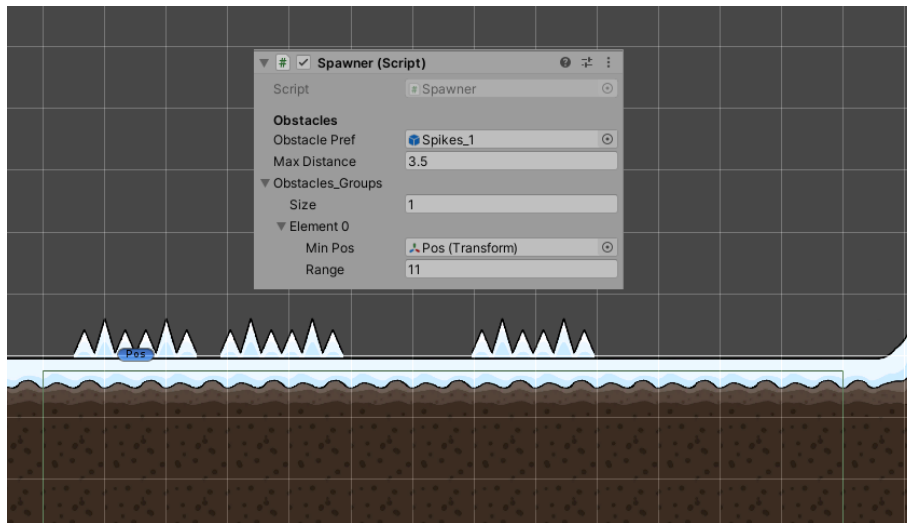 Spawner (Script)
Script Spawner
Obstacles
Obstacle Pref Spikes_1
Max Distance 3.5
Obstacles_Groups
Size 1
Element 0
Min Pos Pos (Transform)
Range 11
Pos